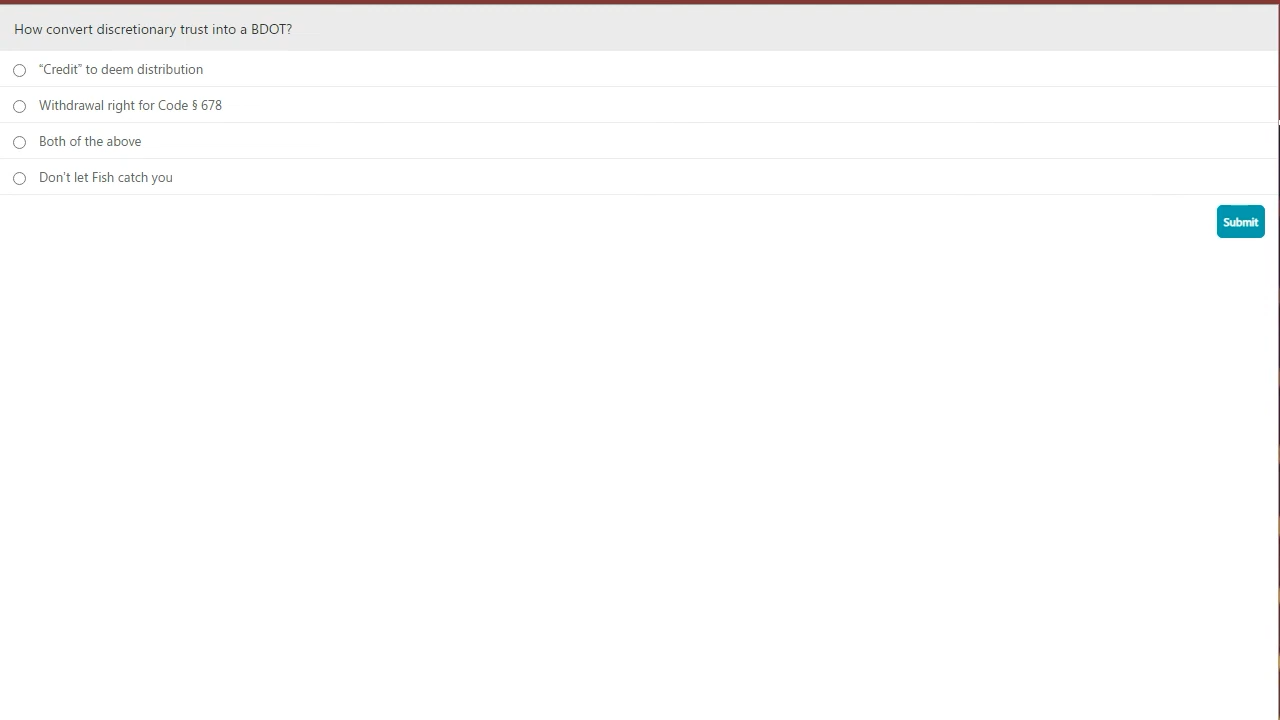 How convert discretionary trust into a BDOT?
“Credit” to deem distribution
Withdrawal right for Code § 678
Both of the above
Don't let Fish catch you
Submit